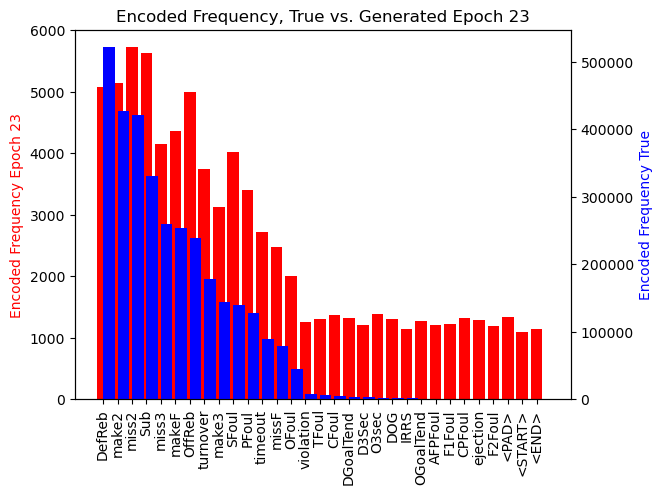 Encoded Frequency, True vs. Generated Epoch 23
Encoded Frequency Epoch 23
6000
5000
4000
3000
2000
1000
0
Encoded Frequency True
500000
400000
300000
200000
100000
0
DefReb
make2
miss2
Sub
miss3
makeF
OffReb
turnover
make3
SFoul
PFoul
timeout
missF
OFoul
violation
TFoul
CFoul
DGoalTend
D3Sec
O3sec
DOG
IRRS
OGoalTend
AFPFoul
F1Foul
CPFoul
ejection
F2Foul
<PAD>
<START>
<END>